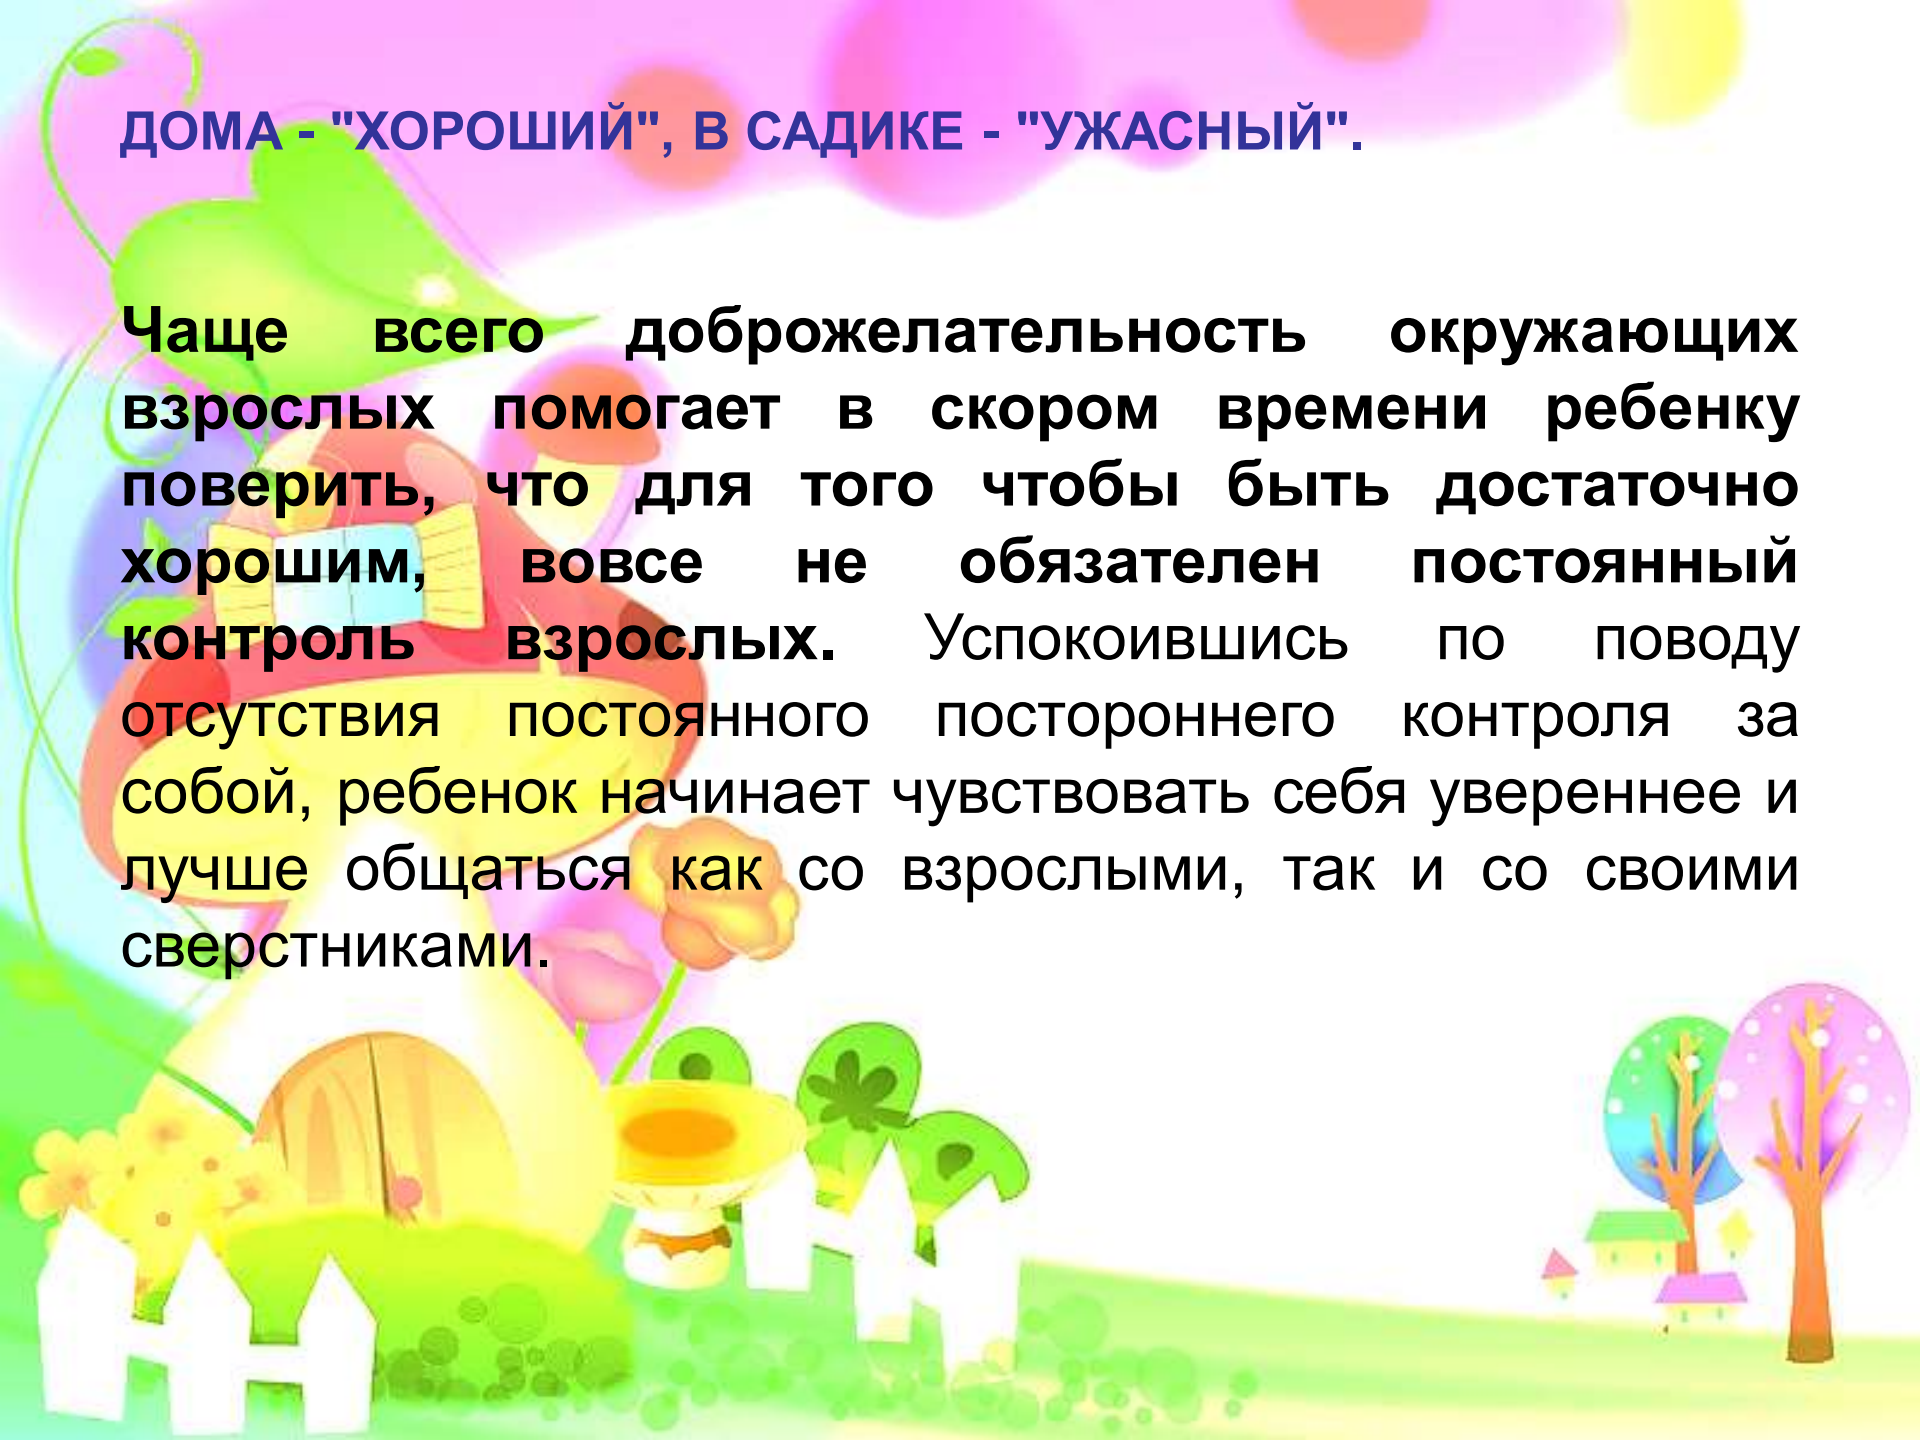 ДОМА - "ХОРОШИЙ", В САДИКЕ - "УЖАСНЫЙ".
Чаще всего доброжелательность окружающих
взрослых помогает в скором времени ребенку
поверить, что для того чтобы быть достаточно
хорошим, вовсе не обязателен постоянный
контроль взрослых. Успокоившись по поводу
отсутствия постоянного постороннего контроля за
собой, ребенок начинает чувствовать себя увереннее и
лучше общаться как со взрослыми, так и со своими
сверстниками.